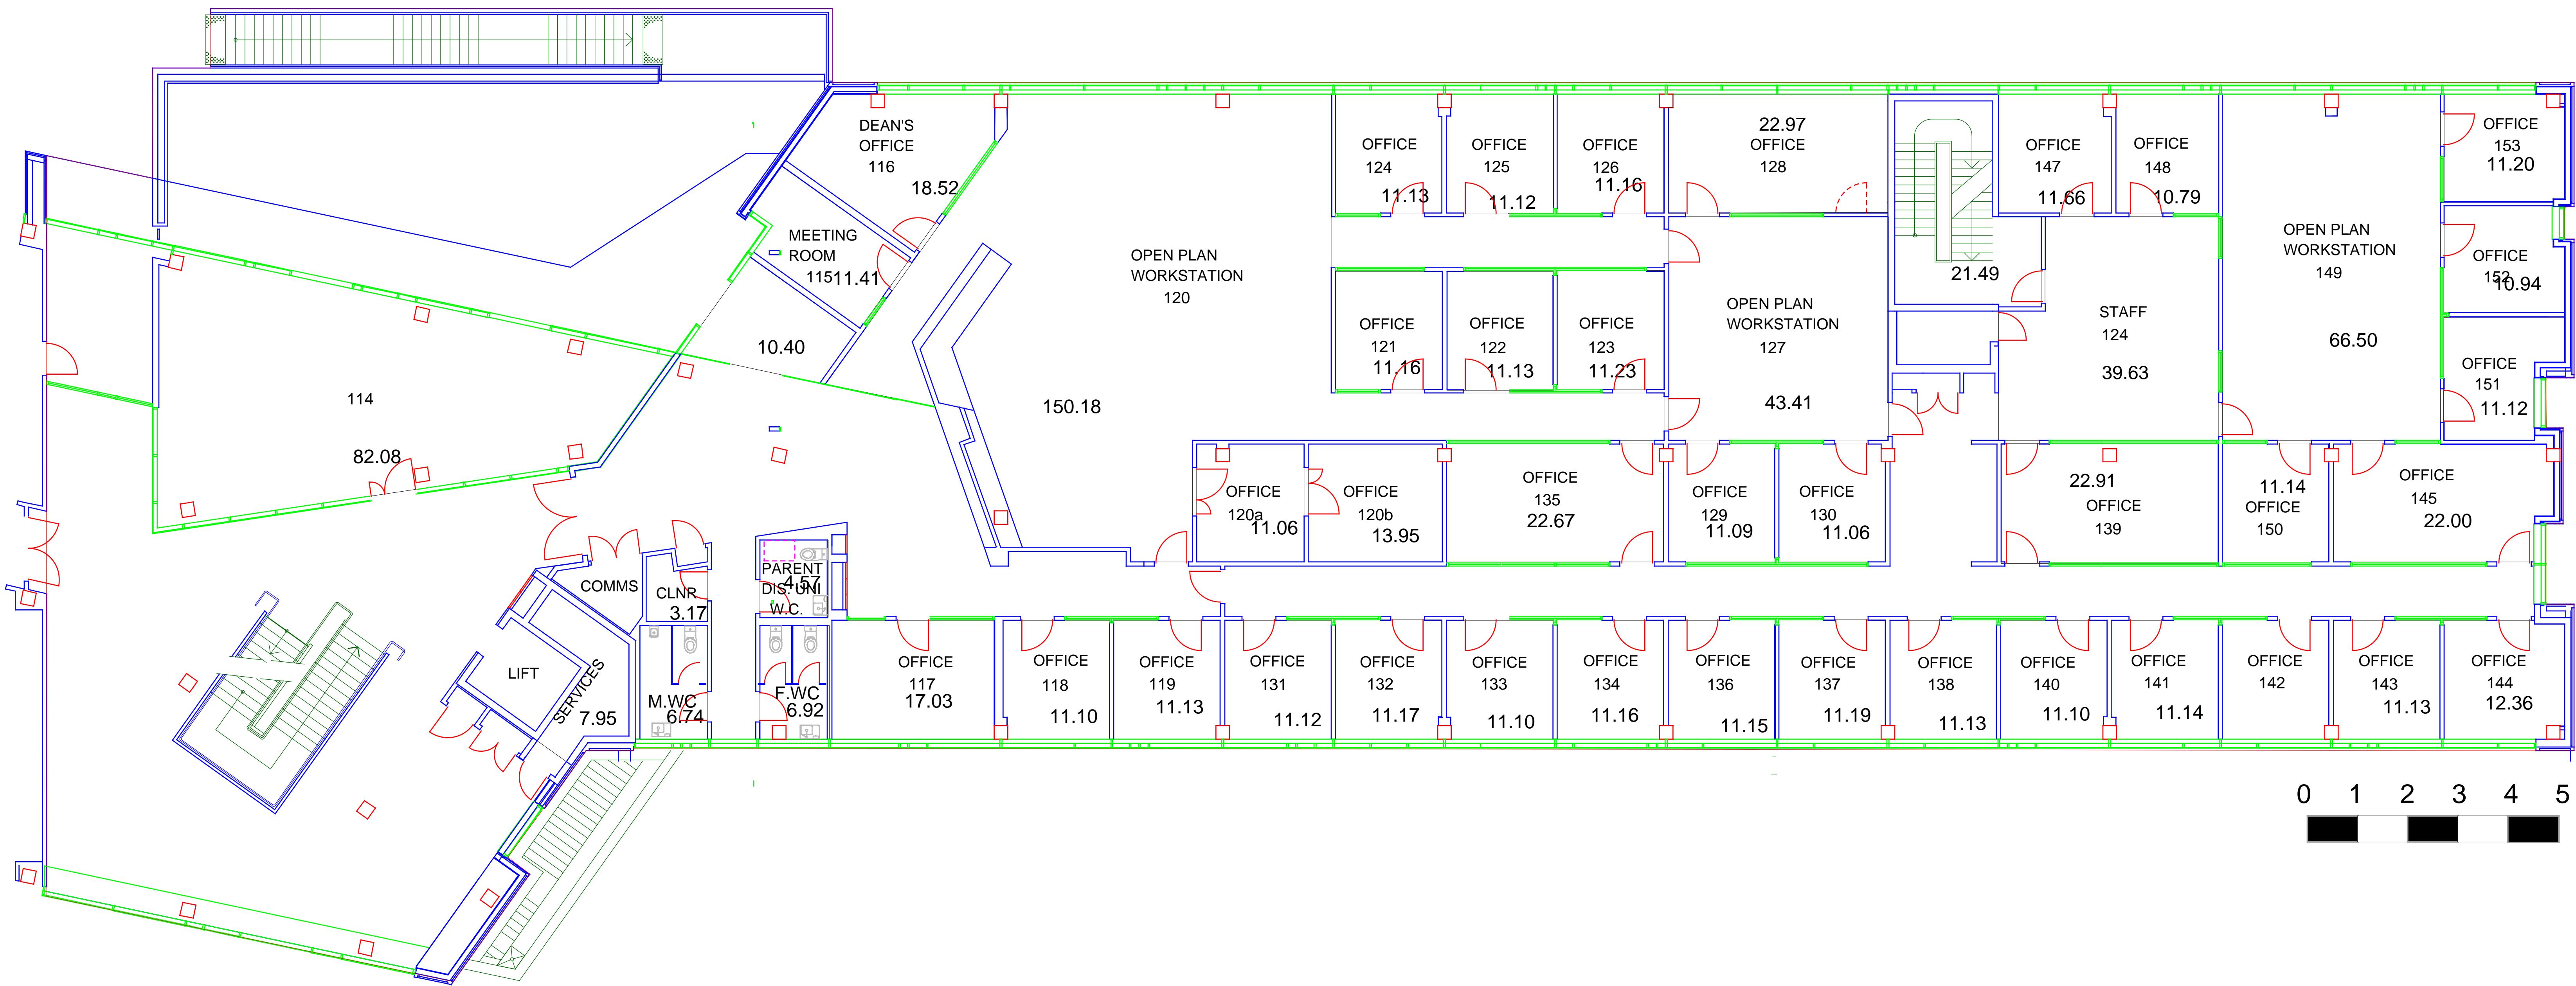 DEAN'S
OFFICE
116
18.52
MEETING
ROOM
115
11.41
10.40
114
82.08
OPEN PLAN
WORKSTATION
120
150.18
OFFICE
124
11.13
OFFICE
125
11.12
OFFICE
126
11.16
22.97
OFFICE
128
21.49
OFFICE
147
11.66
OFFICE
148
10.79
OPEN PLAN
WORKSTATION
149
66.50
OFFICE
153
11.20
OFFICE
152
10.94
OFFICE
151
11.12
OFFICE
121
11.16
OFFICE
122
11.13
OFFICE
123
11.23
OPEN PLAN
WORKSTATION
127
43.41
STAFF
124
39.63
OFFICE
120a
11.06
OFFICE
120b
13.95
OFFICE
135
22.67
OFFICE
129
11.09
OFFICE
130
11.06
22.91
OFFICE
139
11.14
OFFICE
150
OFFICE
145
22.00
COMMS
CLNR
3.17
PARENT
4.57
DIS. UNI
W.C.
LIFT
SERVICES
7.95
M.WC
6.74
F.WC
6.92
OFFICE
117
17.03
OFFICE
118
11.10
OFFICE
119
11.13
OFFICE
131
11.12
OFFICE
132
11.17
OFFICE
133
11.10
OFFICE
134
11.16
OFFICE
136
11.15
OFFICE
137
11.19
OFFICE
138
11.13
OFFICE
140
11.10
OFFICE
141
11.14
OFFICE
142
OFFICE
143
11.13
OFFICE
144
12.36
0 1 2 3 4 5